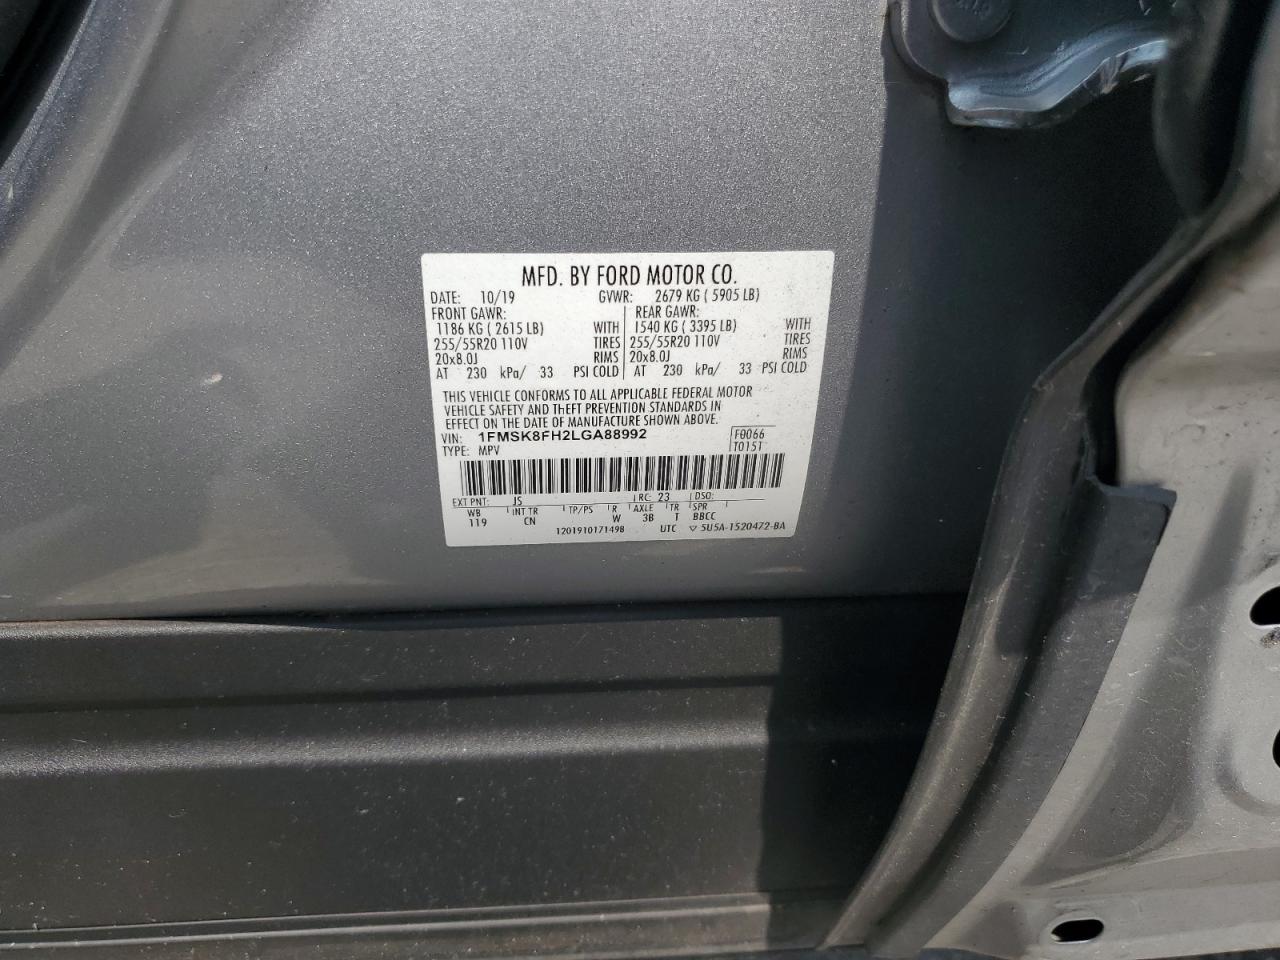 MFD. BY FORD MOTOR CO.
DATE: 10/19 GVWR: 2679 KG ( 5905 LB)
FRONT GAWR: REAR GAWR:
1186 KG ( 2615 LB) WITH 1540 KG ( 3395 LB) WITH
255/55R20 110V TIRES 255/55R20 110V TIRES
20x8.0J RIMS 20x8.0J RIMS
AT 230 kPa/ 33 PSI COLD AT 230 kPa/ 33 PSI COLD
THIS VEHICLE CONFORMS TO ALL APPLICABLE FEDERAL MOTOR
VEHICLE SAFETY AND THEFT PREVENTION STANDARDS IN
EFFECT ON THE DATE OF MANUFACTURE SHOWN ABOVE.
VIN: 1FMSK8FH2LGA88992 F0066
TYPE: MPV T0151
EXT PNT: JS RC: 23 DSO:
WB INT TR TP/PS R AXLE TR SPR
119 CN W 3B T BBCC
1201910171498 UTC ▽ 5U5A-1520472-BA